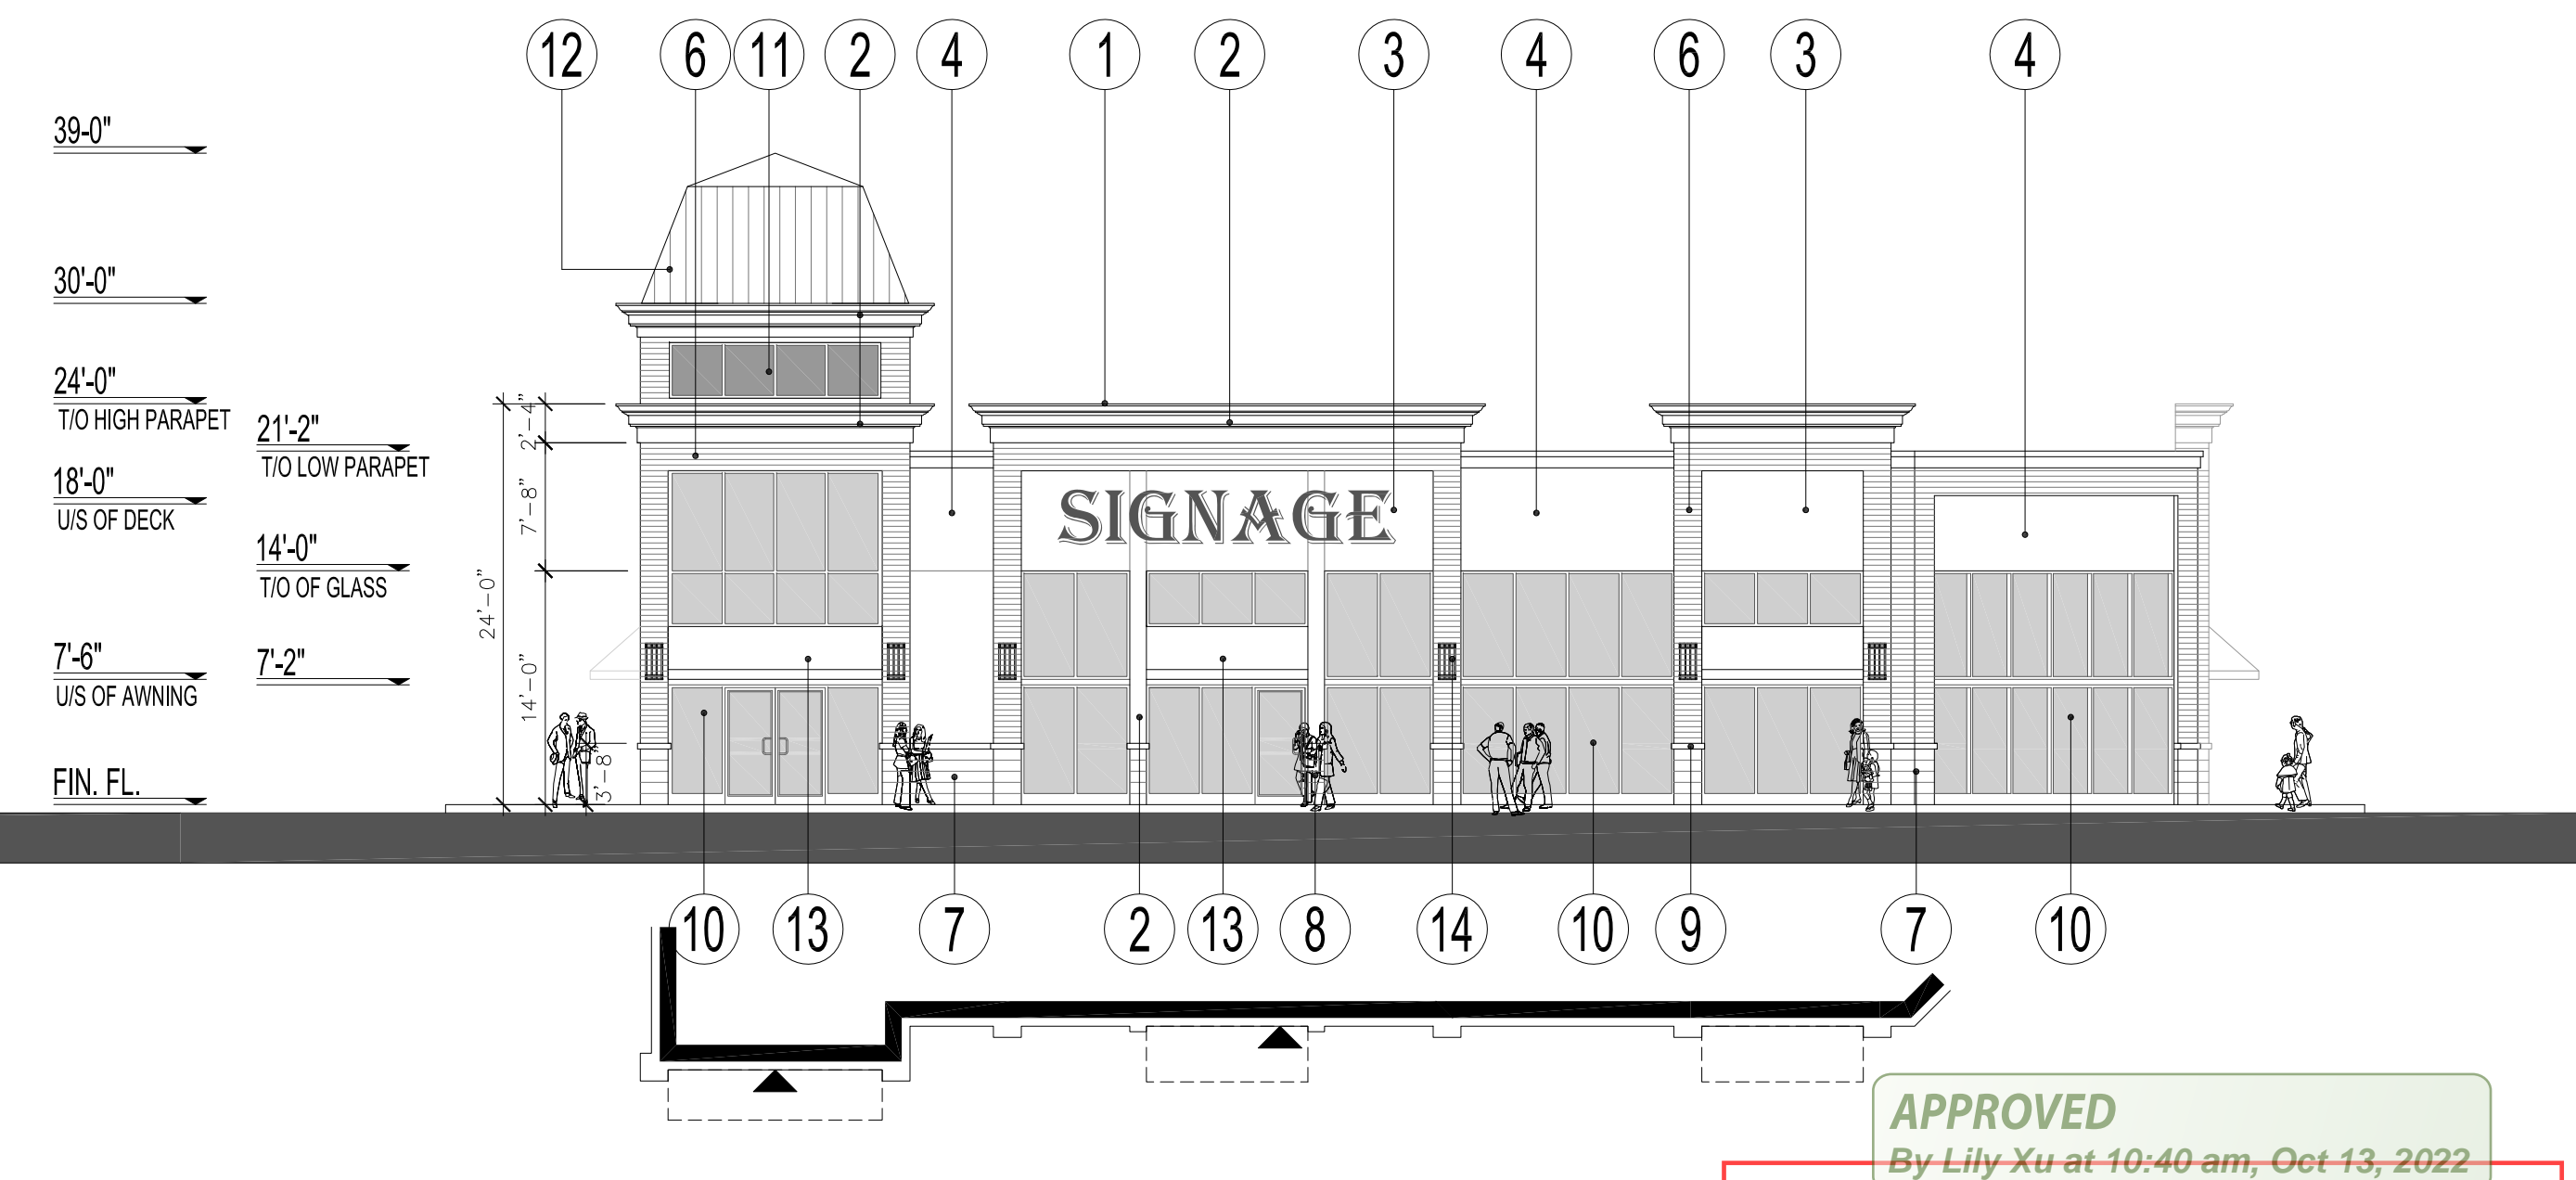 12 6 11 2 4 1 2 3 4 6 3 4
39-0"
30'-0"
24'-0"
T/O HIGH PARAPET
21'-2"
T/O LOW PARAPET
18'-0"
U/S OF DECK
14'-0"
T/O OF GLASS
7'-6"
U/S OF AWNING
7'-2"
FIN. FL.
24'-0"
2'-4"
7'-8"
14'-0"
3'-8"
SIGNAGE
10 13 7 2 13 8 14 10 9 7 10
APPROVED
By Lily Xu at 10:40 am, Oct 13, 2022